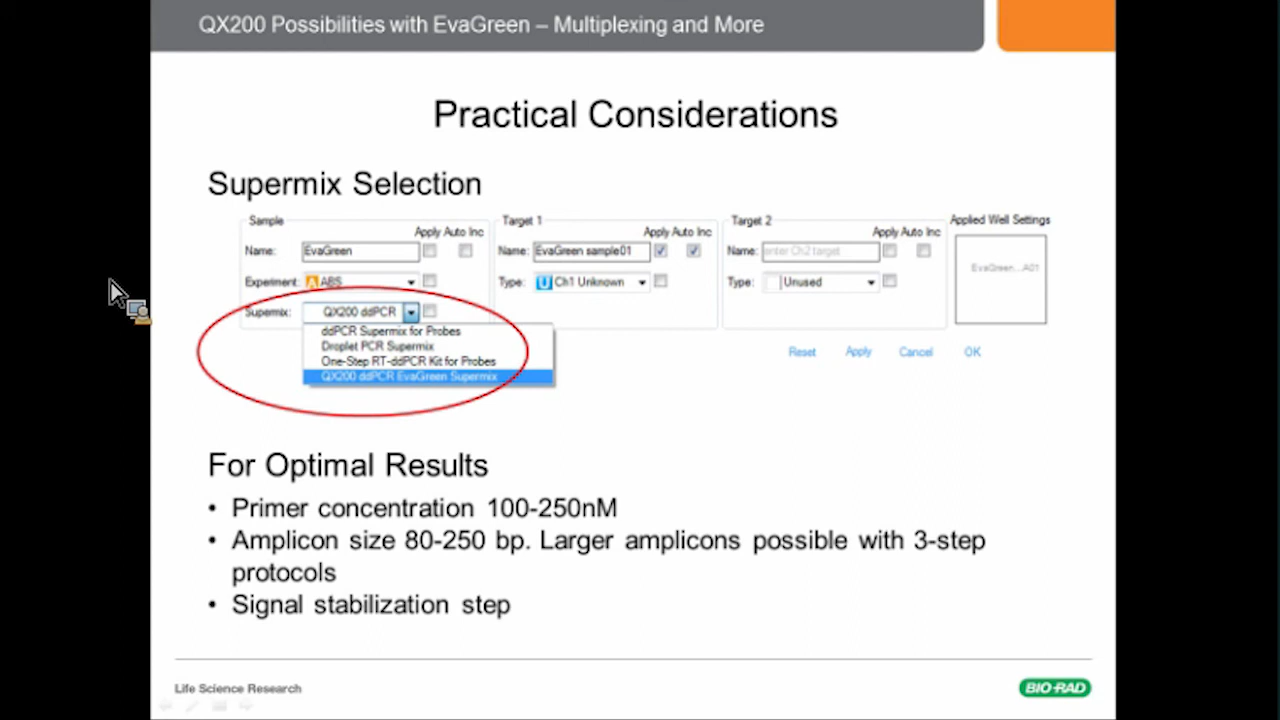 QX200 Possibilities with EvaGreen – Multiplexing and More
Practical Considerations
Supermix Selection
Sample
Apply Auto Inc
Name: EvaGreen
Experiment: A ABS
Supermix: QX200 ddPCR
ddPCR Supermix for Probes
Droplet PCR Supermix
One-Step RT-ddPCR Kit for Probes
QX200 ddPCR EvaGreen Supermix
Target 1
Apply Auto Inc
Name: EvaGreen sample01
Type: U Ch1 Unknown
Target 2
Apply Auto Inc
Name: enter Ch2 target
Type: Unused
Applied Well Settings
EvaGreen...A01
Reset Apply Cancel OK
For Optimal Results
• Primer concentration 100-250nM
• Amplicon size 80-250 bp. Larger amplicons possible with 3-step
protocols
• Signal stabilization step
Life Science Research
BIO-RAD